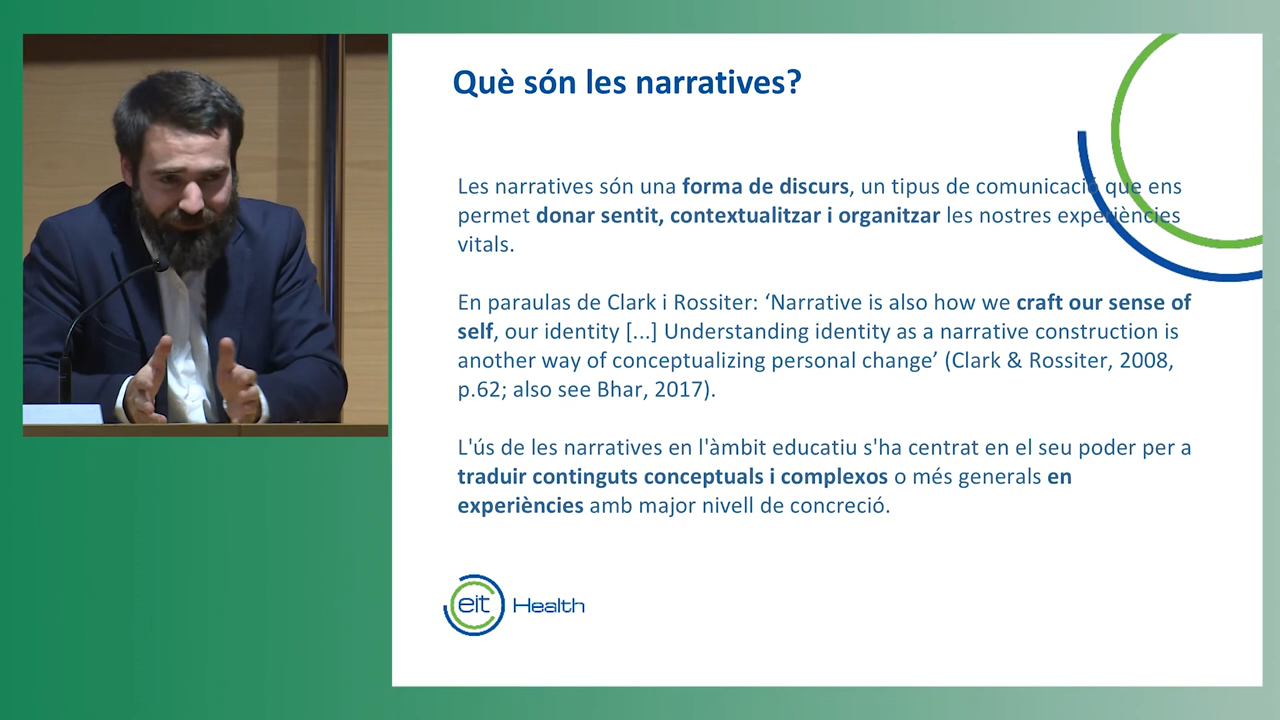 Què són les narratives?
Les narratives són una forma de discurs, un tipus de comunicació que ens
permet donar sentit, contextualitzar i organitzar les nostres experiències
vitals.
En paraulas de Clark i Rossiter: ‘Narrative is also how we craft our sense of
self, our identity [...] Understanding identity as a narrative construction is
another way of conceptualizing personal change’ (Clark & Rossiter, 2008,
p.62; also see Bhar, 2017).
L'ús de les narratives en l'àmbit educatiu s'ha centrat en el seu poder per a
traduir continguts conceptuals i complexos o més generals en
experiències amb major nivell de concreció.
eit Health